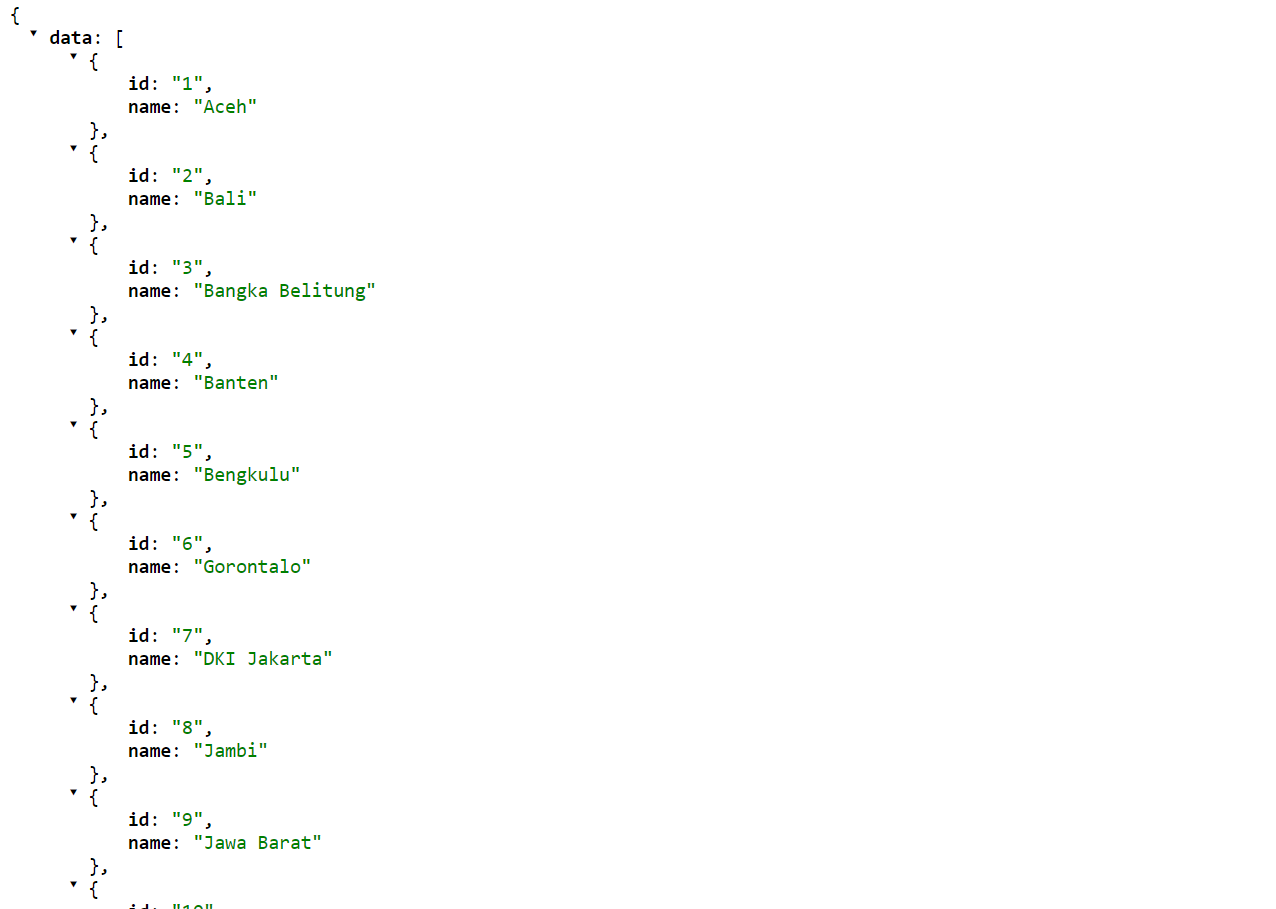 {
data: [
{
id: "1",
name: "Aceh"
},
{
id: "2",
name: "Bali"
},
{
id: "3",
name: "Bangka Belitung"
},
{
id: "4",
name: "Banten"
},
{
id: "5",
name: "Bengkulu"
},
{
id: "6",
name: "Gorontalo"
},
{
id: "7",
name: "DKI Jakarta"
},
{
id: "8",
name: "Jambi"
},
{
id: "9",
name: "Jawa Barat"
},
{
id: "10"